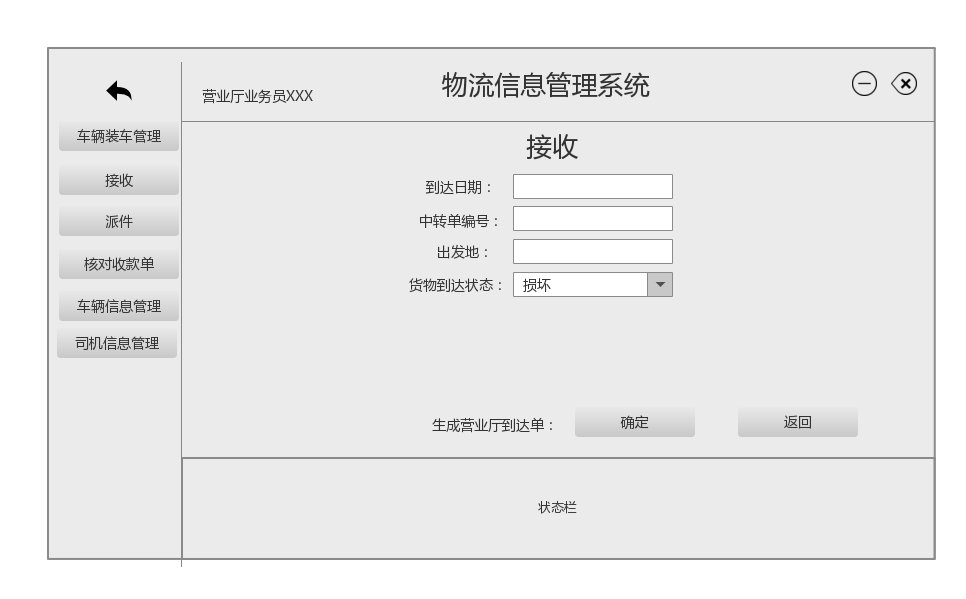 营业厅业务员XXX
物流信息管理系统
车辆装车管理
接收
派件
核对收款单
车辆信息管理
司机信息管理
接收
到达日期：
中转单编号：
出发地：
货物到达状态：
损坏
生成营业厅到达单：
确定
返回
状态栏